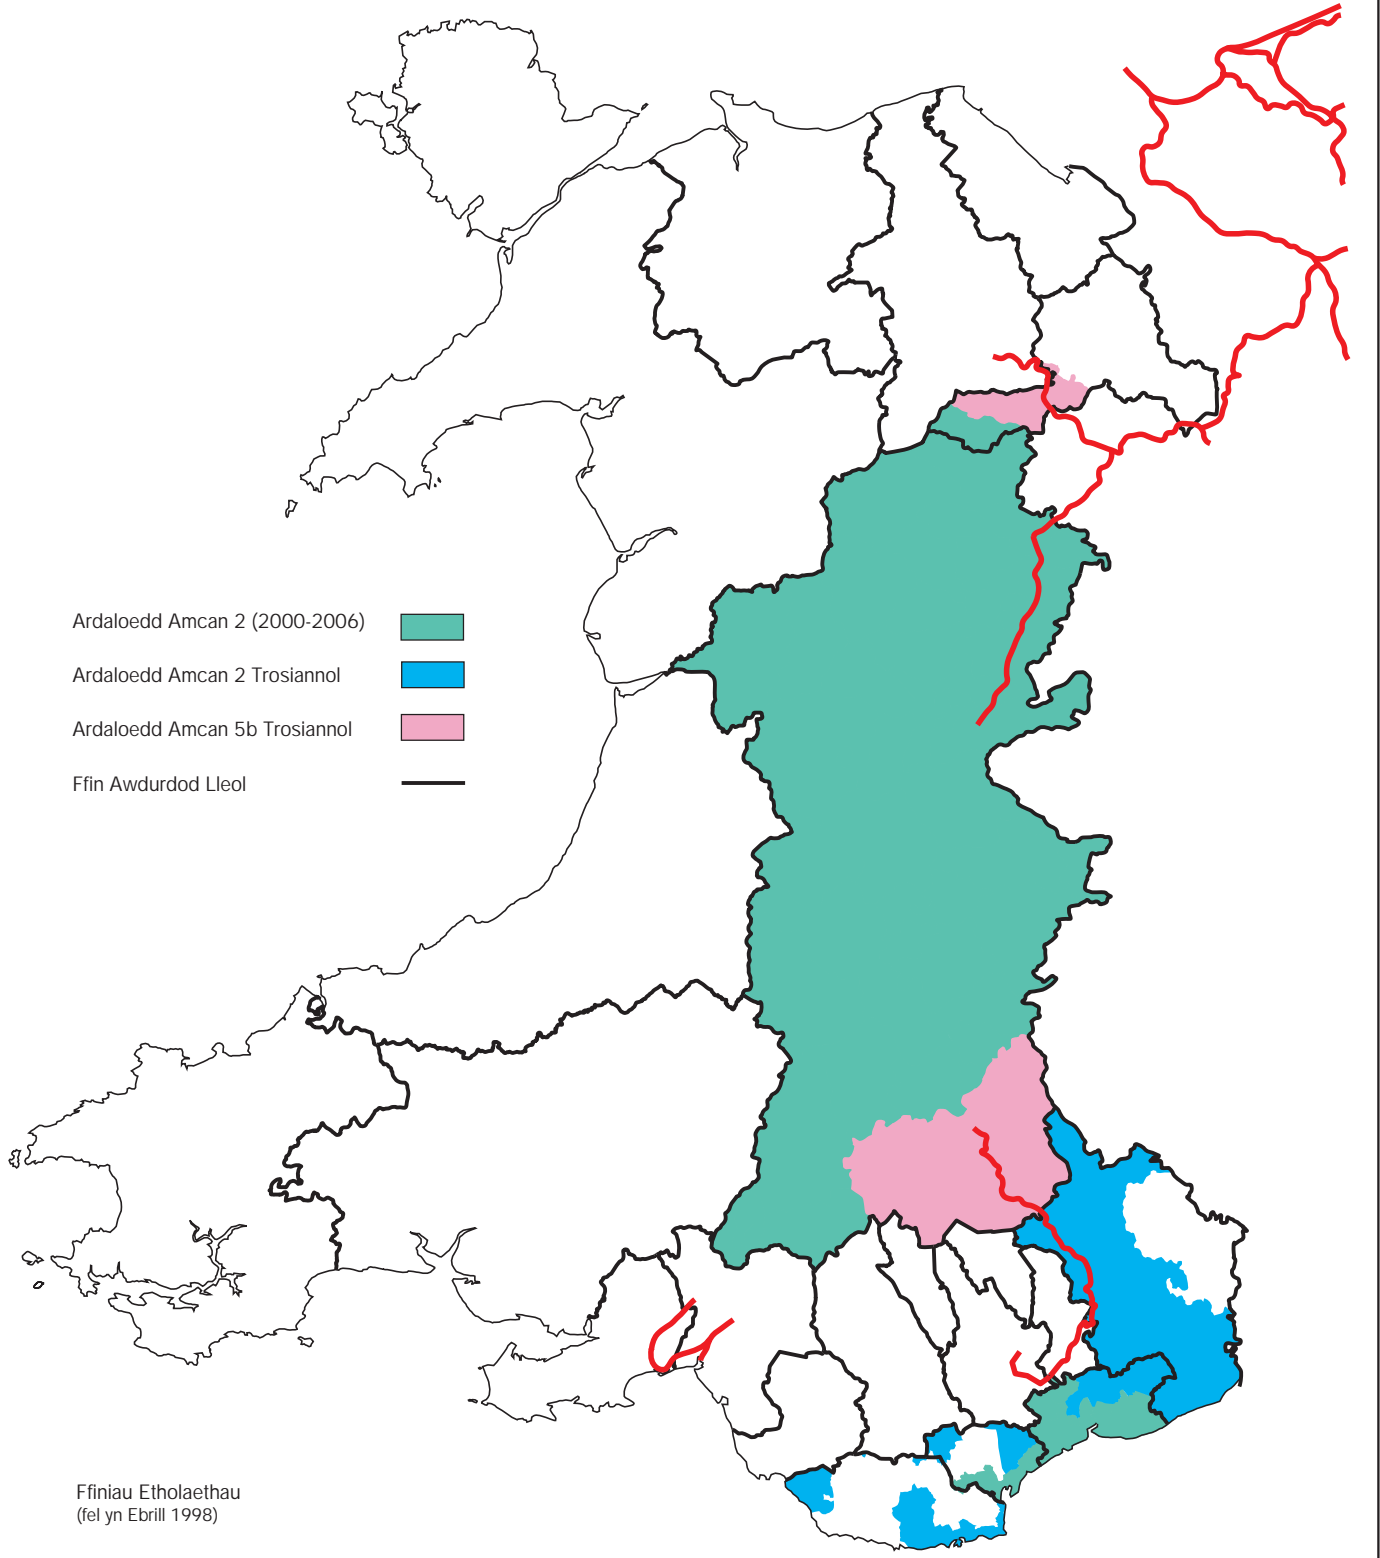 Ardaloedd Amcan 2 (2000-2006)
Ardaloedd Amcan 2 Trosiannol
Ardaloedd Amcan 5b Trosiannol
Ffin Awdurdod Lleol
Ffiniau Etholaethau
(fel yn Ebrill 1998)